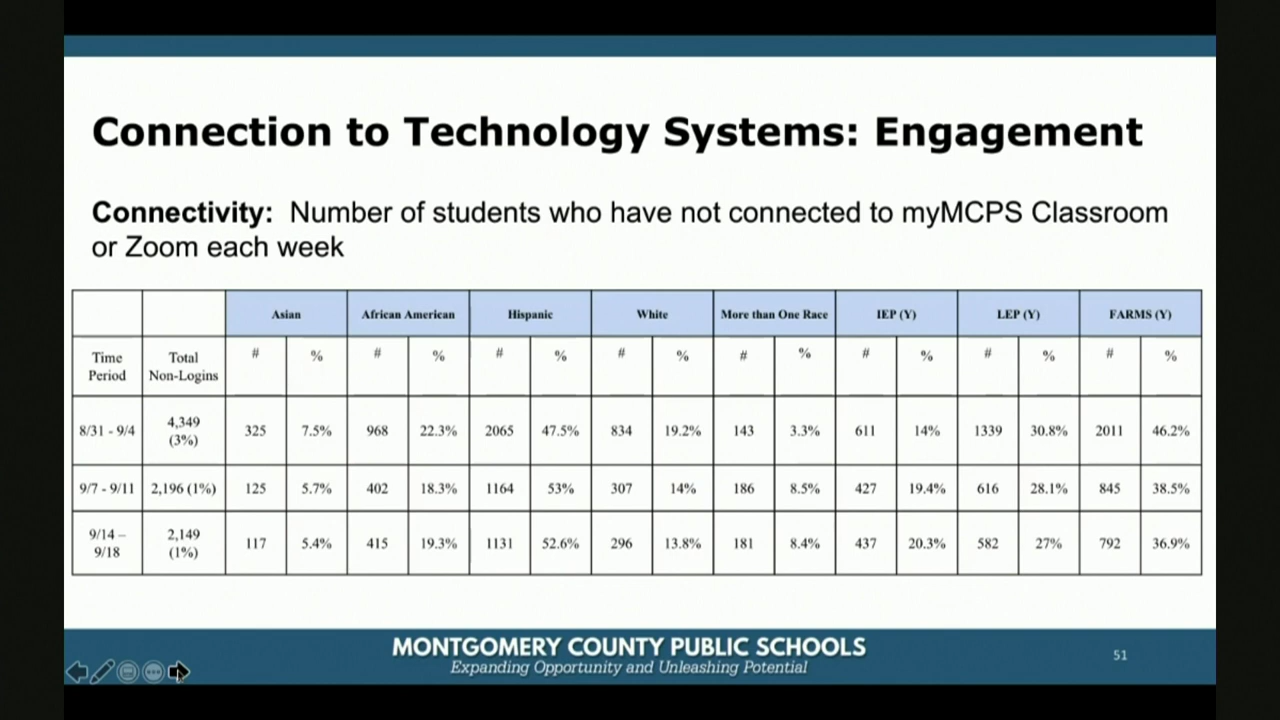 Connection to Technology Systems: Engagement
Connectivity: Number of students who have not connected to myMCPS Classroom
or Zoom each week
Asian African American Hispanic White More than One Race IEP (Y) LEP (Y) FARMS (Y)
Time Period Total Non-Logins # % # % # % # % # % # % # % # %
8/31 - 9/4 4,349 (3%) 325 7.5% 968 22.3% 2065 47.5% 834 19.2% 143 3.3% 611 14% 1339 30.8% 2011 46.2%
9/7 - 9/11 2,196 (1%) 125 5.7% 402 18.3% 1164 53% 307 14% 186 8.5% 427 19.4% 616 28.1% 845 38.5%
9/14 – 9/18 2,149 (1%) 117 5.4% 415 19.3% 1131 52.6% 296 13.8% 181 8.4% 437 20.3% 582 27% 792 36.9%
MONTGOMERY COUNTY PUBLIC SCHOOLS
Expanding Opportunity and Unleashing Potential
51